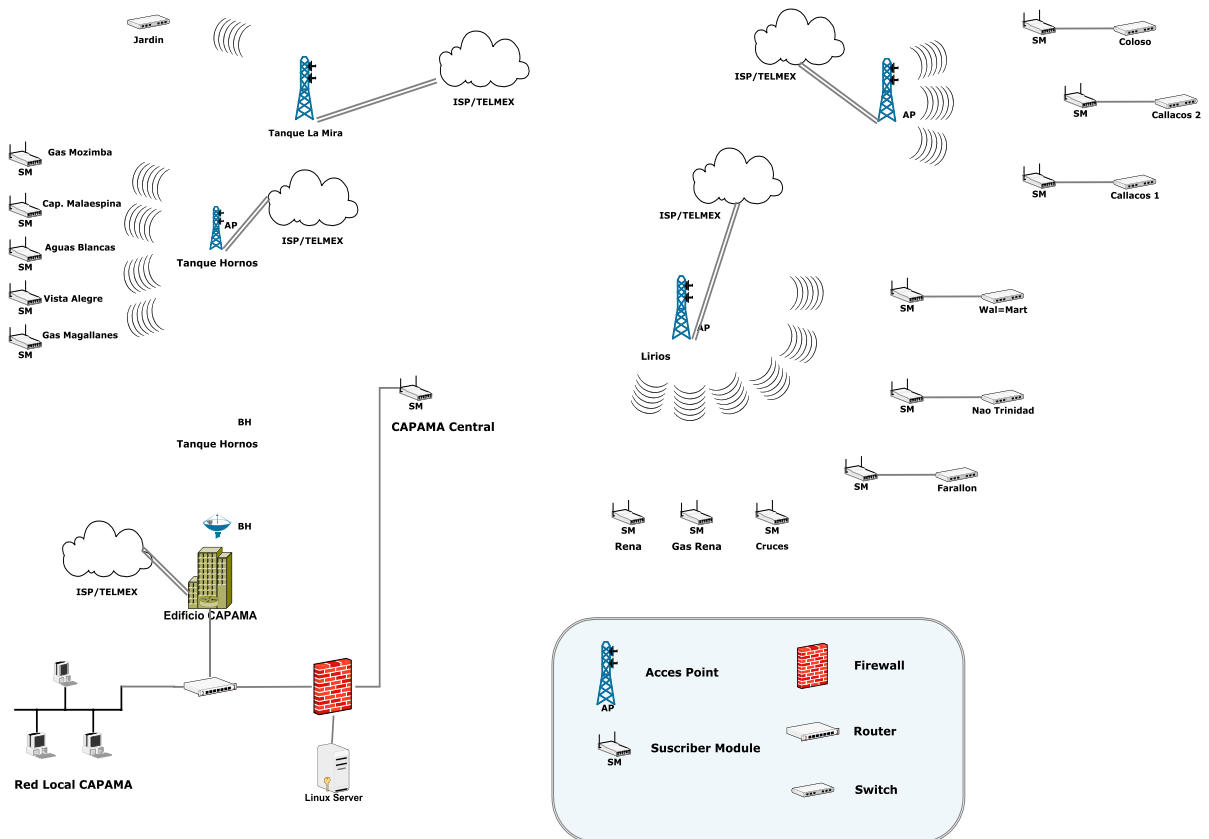 Jardin
ISP/TELMEX
Tanque La Mira
Gas Mozimba
SM
Cap. Malaespina
SM
Aguas Blancas
SM
Vista Alegre
SM
Gas Magallanes
SM
AP
Tanque Hornos
ISP/TELMEX
ISP/TELMEX
AP
SM
Coloso
SM
Callacos 2
SM
Callacos 1
ISP/TELMEX
AP
Lirios
SM
Wal=Mart
SM
Nao Trinidad
SM
Farallon
SM
Rena
SM
Gas Rena
SM
Cruces
SM
CAPAMA Central
BH
Tanque Hornos
BH
ISP/TELMEX
Edificio CAPAMA
Red Local CAPAMA
Linux Server
AP
Acces Point
Firewall
SM
Suscriber Module
Router
Switch